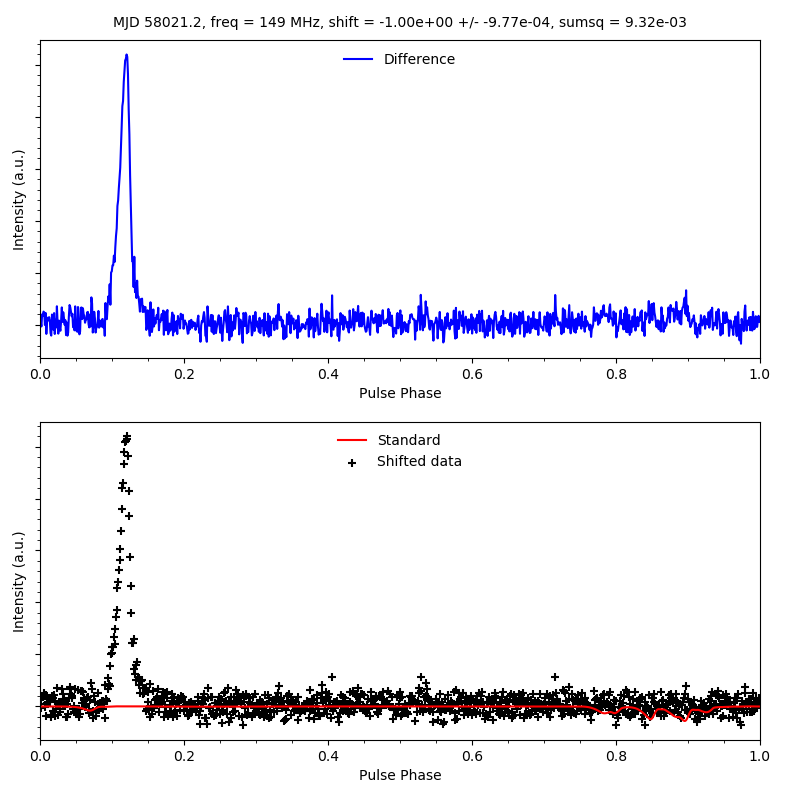 MJD 58021.2, freq = 149 MHz, shift = -1.00e+00 +/- -9.77e-04, sumsq = 9.32e-03
Difference
Intensity (a.u.)
0.0 0.2 0.4 0.6 0.8 1.0
Pulse Phase
Standard
Shifted data
Intensity (a.u.)
0.0 0.2 0.4 0.6 0.8 1.0
Pulse Phase